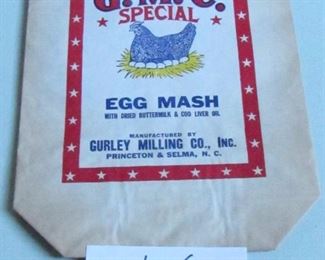 G. M. C.
SPECIAL
EGG MASH
WITH DRIED BUTTERMILK & COD LIVER OIL
MANUFACTURED BY
GURLEY MILLING CO., INC.
PRINCETON & SELMA, N. C.